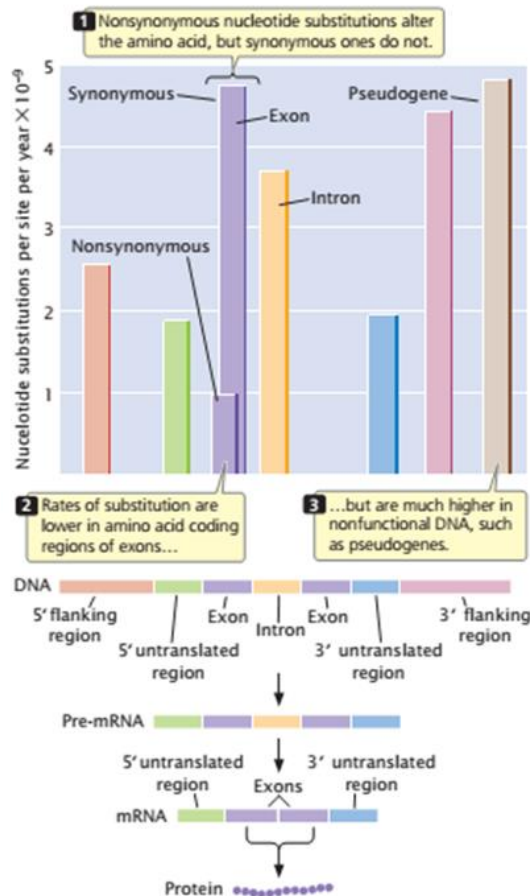 1 Nonsynonymous nucleotide substitutions alter
the amino acid, but synonymous ones do not.
Nucelotide substitutions per site per year × 10⁻⁹
5
4
3
2
1
Synonymous
Exon
Pseudogene
Intron
Nonsynonymous
2 Rates of substitution are
lower in amino acid coding
regions of exons…
3 …but are much higher in
nonfunctional DNA, such
as pseudogenes.
DNA
5′ flanking
region
5′ untranslated
region
Exon
Intron
Exon
3′ untranslated
region
3′ flanking
region
Pre-mRNA
5′ untranslated
region
Exons
3′ untranslated
region
mRNA
Protein